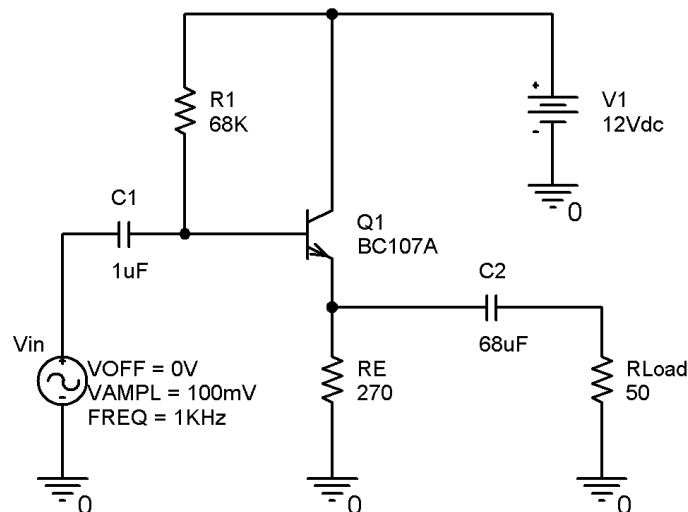 R1
68K
V1
12Vdc
0
C1
1uF
Q1
BC107A
C2
68uF
Vin
VOFF = 0V
VAMPL = 100mV
FREQ = 1KHz
RE
270
RLoad
50
0
0
0